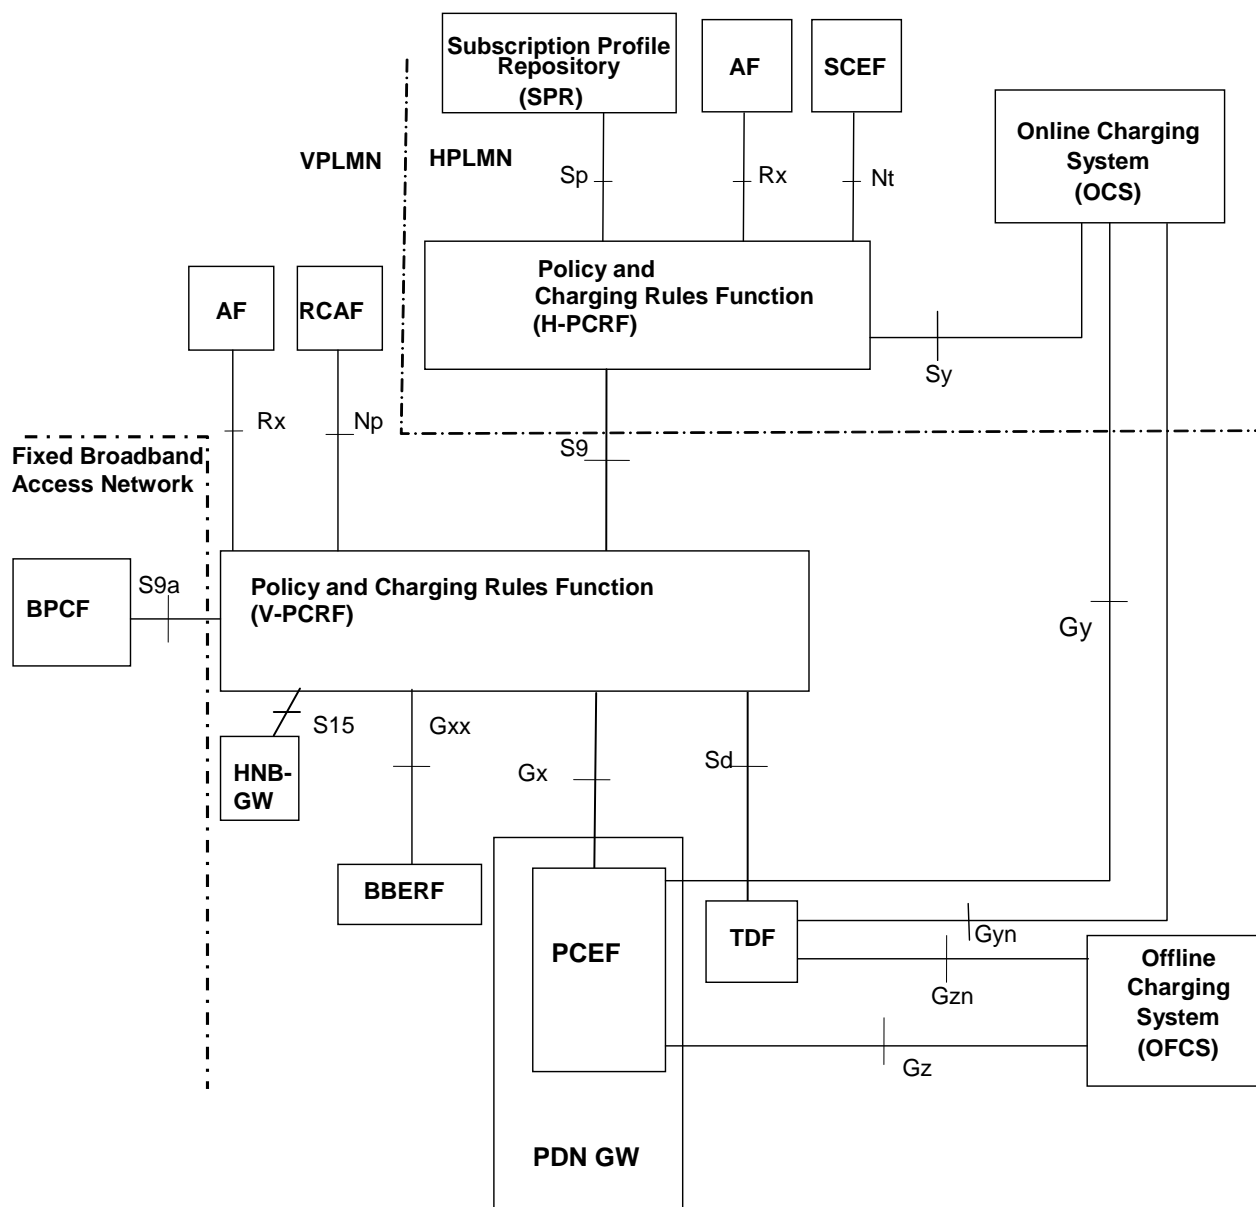 Subscription Profile
Repository
(SPR)
AF
SCEF
Online Charging
System
(OCS)
VPLMN
HPLMN
Sp
Rx
Nt
Policy and
Charging Rules Function
(H-PCRF)
AF
RCAF
Sy
Rx
Np
S9
Fixed Broadband
Access Network
S9a
BPCF
Policy and Charging Rules Function
(V-PCRF)
Gy
S15
Gxx
Gx
Sd
HNB-
GW
BBERF
PCEF
TDF
Gyn
Gzn
Offline
Charging
System
(OFCS)
Gz
PDN GW